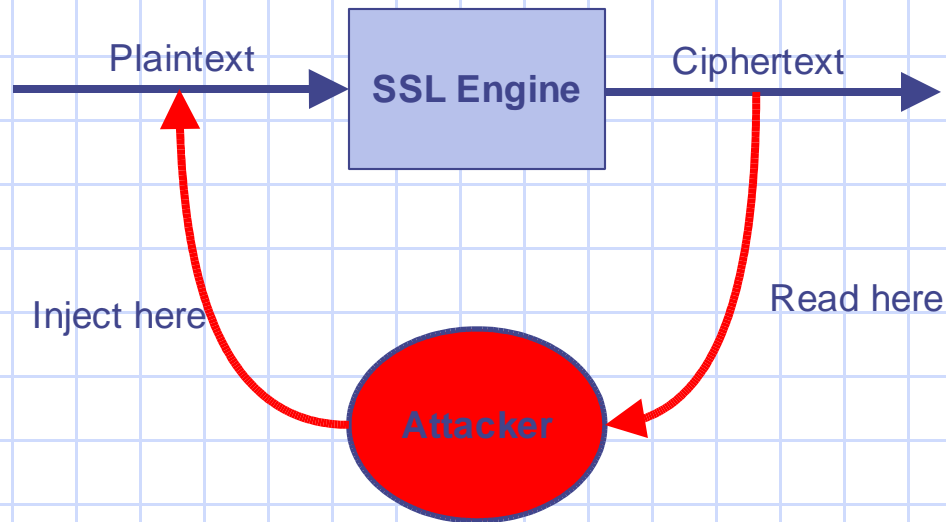 Plaintext
SSL Engine
Ciphertext
Inject here
Read here
Attacker